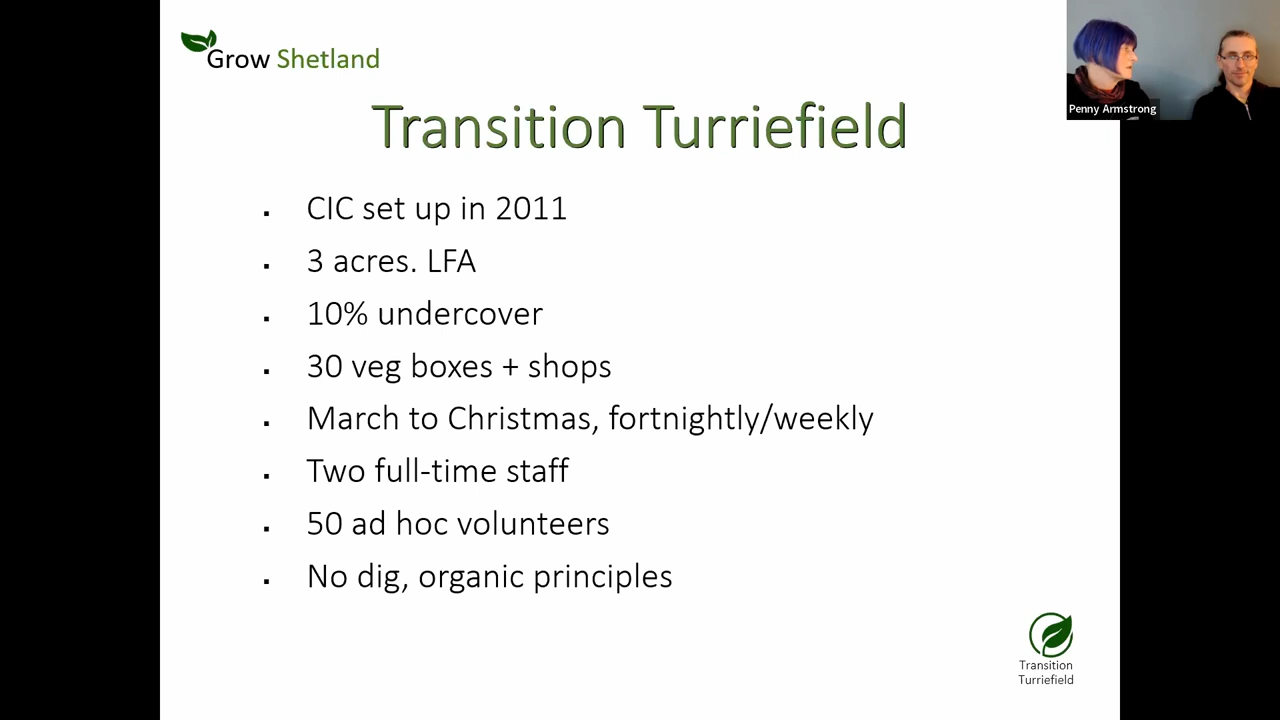 Grow Shetland
Penny Armstrong
Transition Turriefield
▪ CIC set up in 2011
▪ 3 acres. LFA
▪ 10% undercover
▪ 30 veg boxes + shops
▪ March to Christmas, fortnightly/weekly
▪ Two full-time staff
▪ 50 ad hoc volunteers
▪ No dig, organic principles
Transition
Turriefield